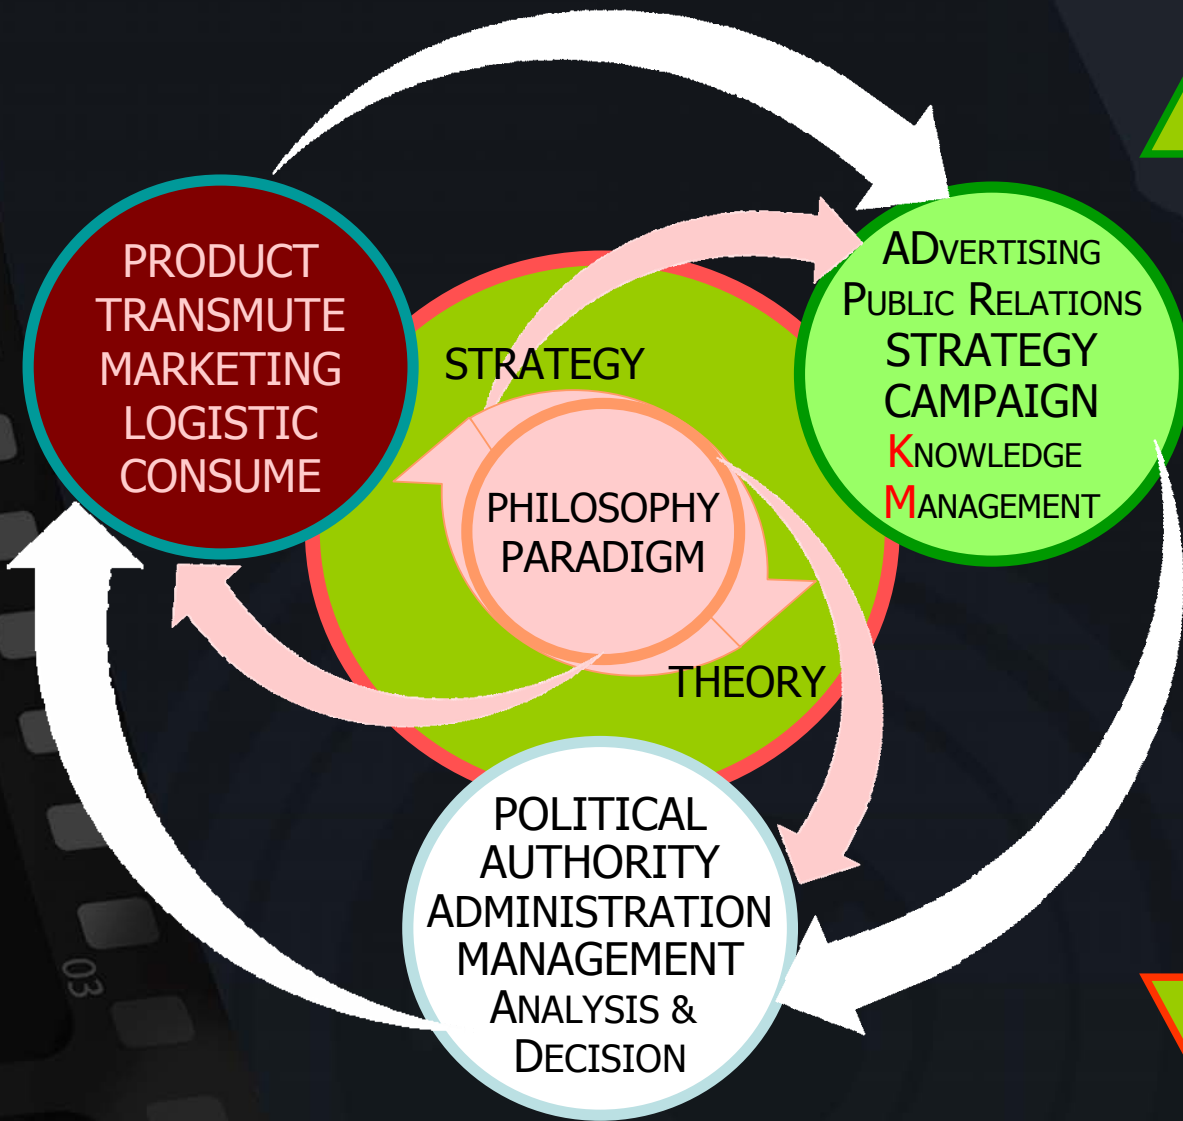 PRODUCT
TRANSMUTE
MARKETING
LOGISTIC
CONSUME
ADVERTISING
PUBLIC RELATIONS
STRATEGY
CAMPAIGN
KNOWLEDGE
MANAGEMENT
STRATEGY
PHILOSOPHY
PARADIGM
THEORY
POLITICAL
AUTHORITY
ADMINISTRATION
MANAGEMENT
ANALYSIS &
DECISION
03